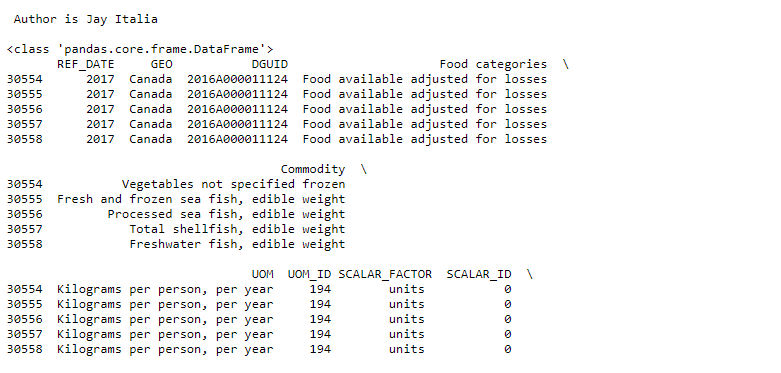 Author is Jay Italia
<class 'pandas.core.frame.DataFrame'>
REF_DATE GEO DGUID Food categories \
30554 2017 Canada 2016A000011124 Food available adjusted for losses
30555 2017 Canada 2016A000011124 Food available adjusted for losses
30556 2017 Canada 2016A000011124 Food available adjusted for losses
30557 2017 Canada 2016A000011124 Food available adjusted for losses
30558 2017 Canada 2016A000011124 Food available adjusted for losses
Commodity \
30554 Vegetables not specified frozen
30555 Fresh and frozen sea fish, edible weight
30556 Processed sea fish, edible weight
30557 Total shellfish, edible weight
30558 Freshwater fish, edible weight
UOM UOM_ID SCALAR_FACTOR SCALAR_ID \
30554 Kilograms per person, per year 194 units 0
30555 Kilograms per person, per year 194 units 0
30556 Kilograms per person, per year 194 units 0
30557 Kilograms per person, per year 194 units 0
30558 Kilograms per person, per year 194 units 0